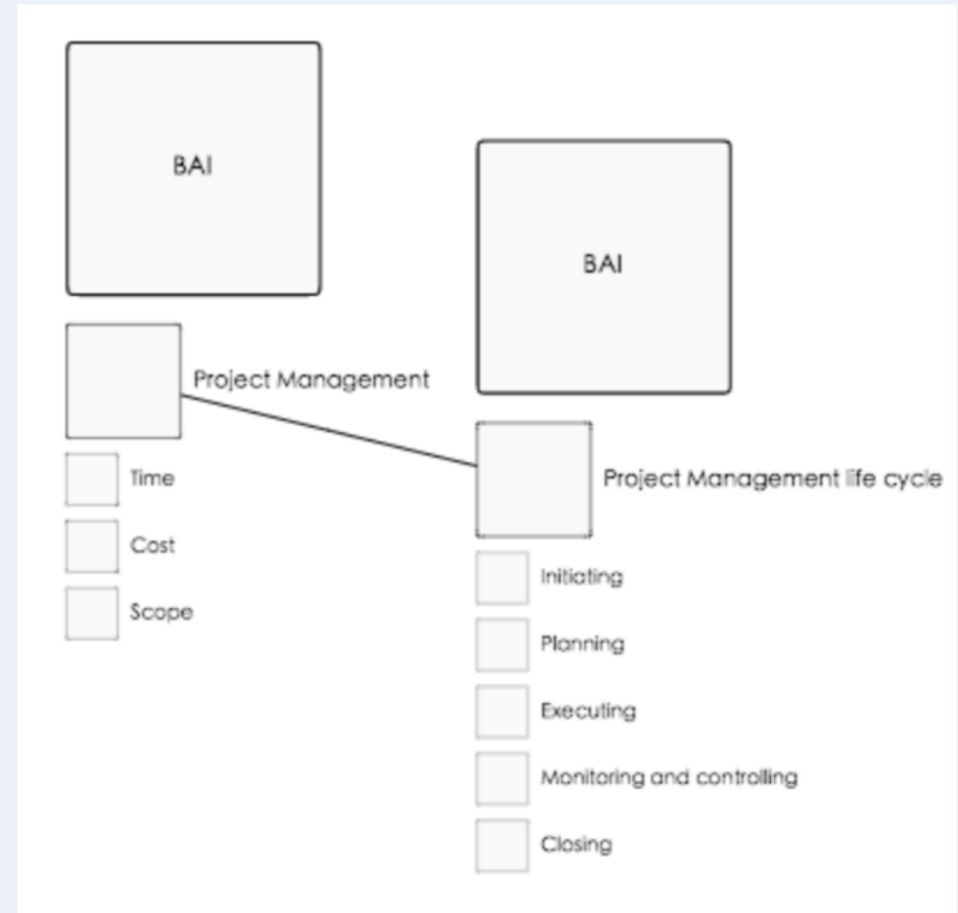 BAI
Project Management
Time
Cost
Scope
BAI
Project Management life cycle
Initiating
Planning
Executing
Monitoring and controlling
Closing